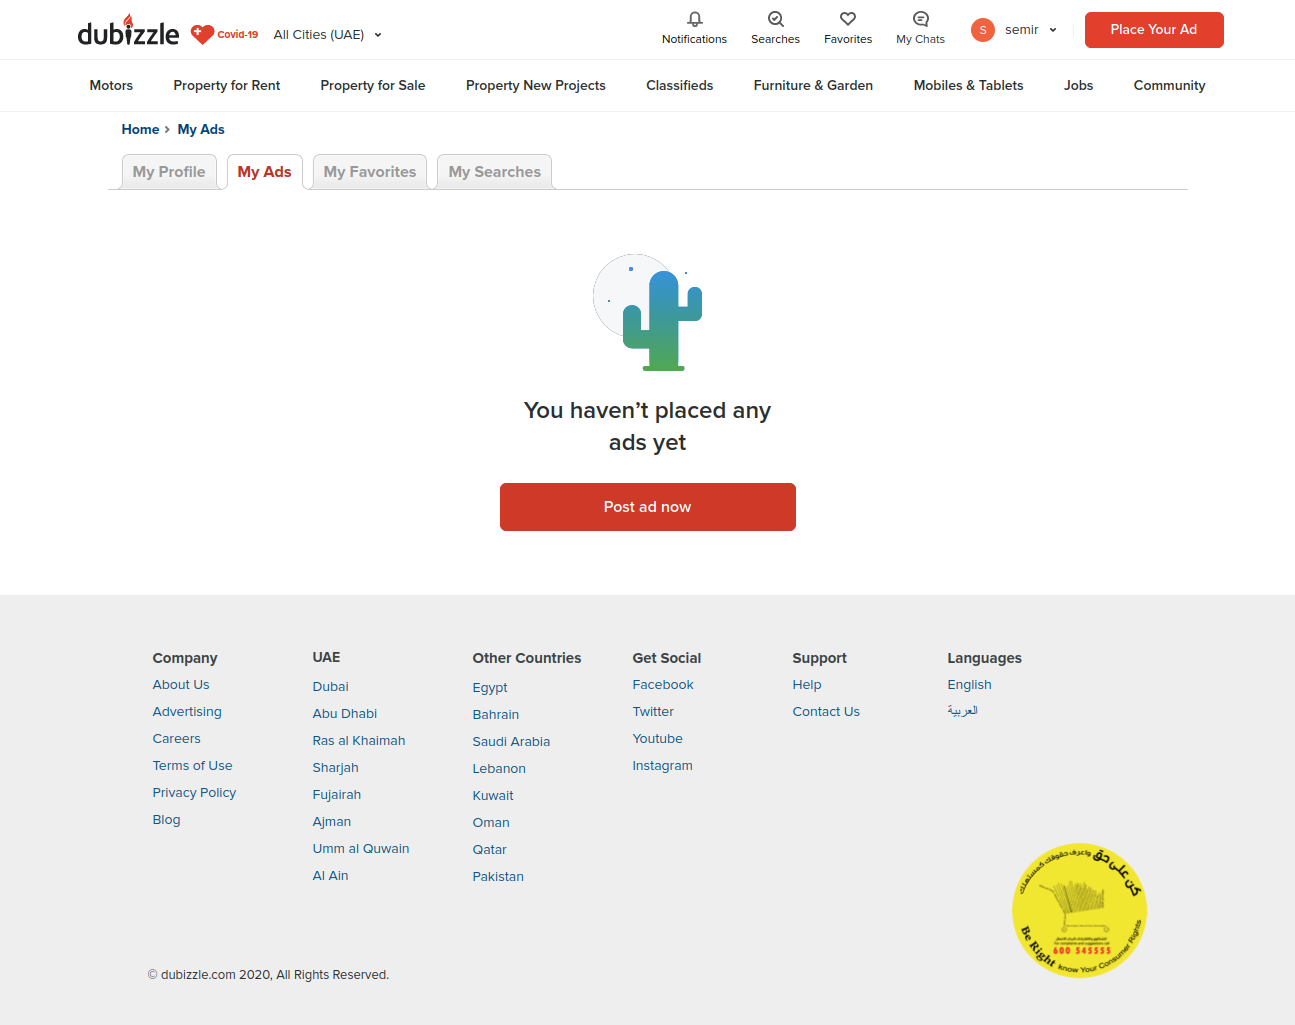 dubizzle
Covid-19
All Cities (UAE)
Notifications
Searches
Favorites
My Chats
S
semir
Place Your Ad
Motors
Property for Rent
Property for Sale
Property New Projects
Classifieds
Furniture & Garden
Mobiles & Tablets
Jobs
Community
Home › My Ads
My Profile
My Ads
My Favorites
My Searches
You haven’t placed any
ads yet
Post ad now
Company
About Us
Advertising
Careers
Terms of Use
Privacy Policy
Blog
UAE
Dubai
Abu Dhabi
Ras al Khaimah
Sharjah
Fujairah
Ajman
Umm al Quwain
Al Ain
Other Countries
Egypt
Bahrain
Saudi Arabia
Lebanon
Kuwait
Oman
Qatar
Pakistan
Get Social
Facebook
Twitter
Youtube
Instagram
Support
Help
Contact Us
Languages
English
العربية
كن على حق واعرف حقوقك كمستهلك
600 545555
Be Right know Your Consumer Rights
© dubizzle.com 2020, All Rights Reserved.